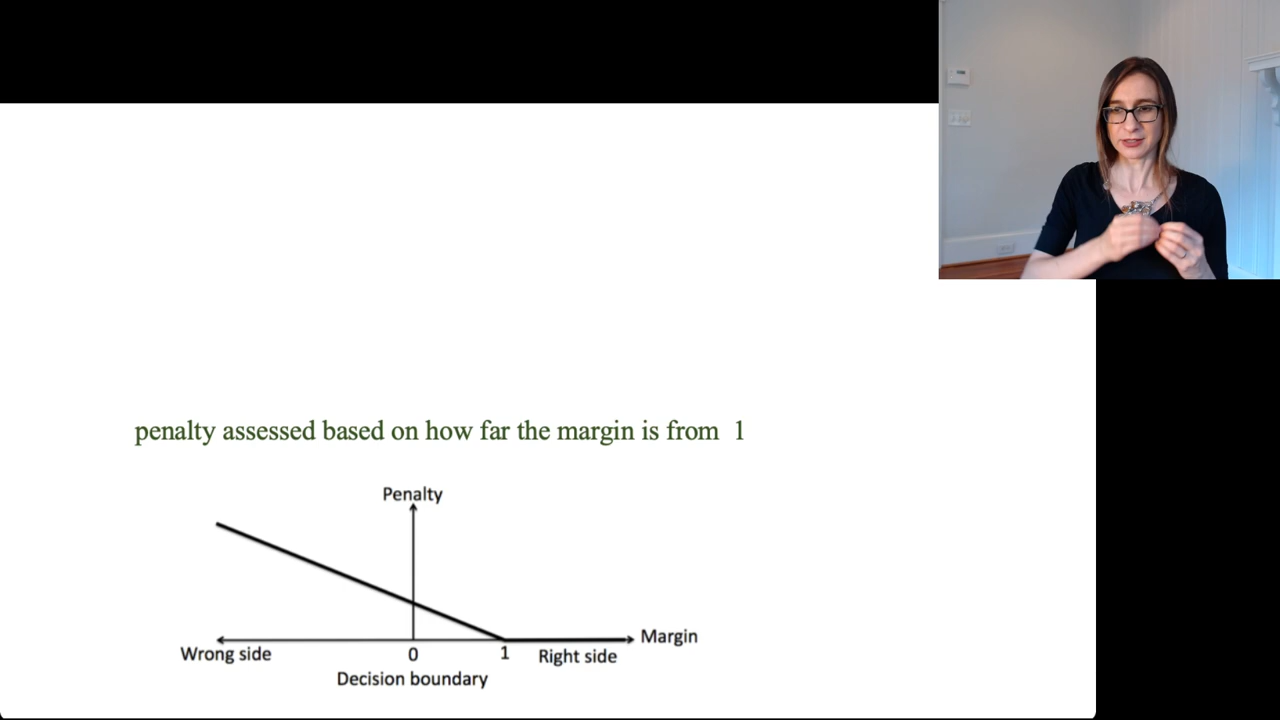 penalty assessed based on how far the margin is from 1
Penalty
Margin
Wrong side
0
1
Right side
Decision boundary